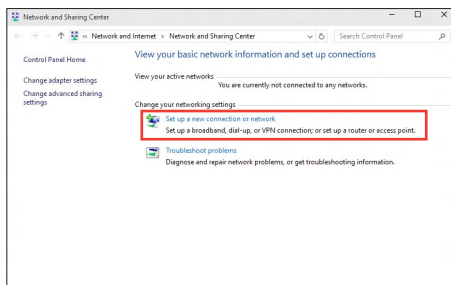 Network and Sharing Center
« Network and Internet › Network and Sharing Center
Search Control Panel
Control Panel Home
Change adapter settings
Change advanced sharing
settings
View your basic network information and set up connections
View your active networks
You are currently not connected to any networks.
Change your networking settings
Set up a new connection or network
Set up a broadband, dial-up, or VPN connection; or set up a router or access point.
Troubleshoot problems
Diagnose and repair network problems, or get troubleshooting information.